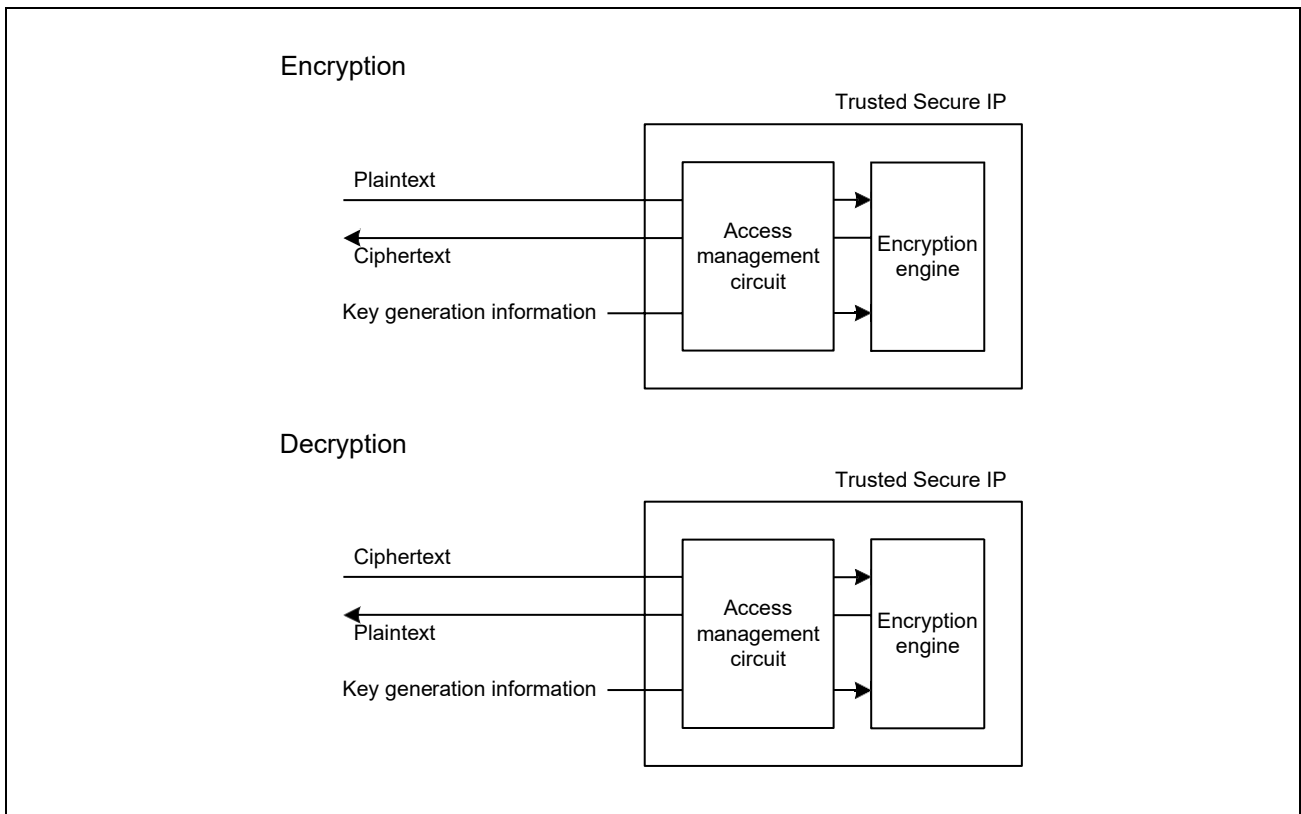 Encryption
Trusted Secure IP
Plaintext
Ciphertext
Key generation information
Access
management
circuit
Encryption
engine
Decryption
Trusted Secure IP
Ciphertext
Plaintext
Key generation information
Access
management
circuit
Encryption
engine